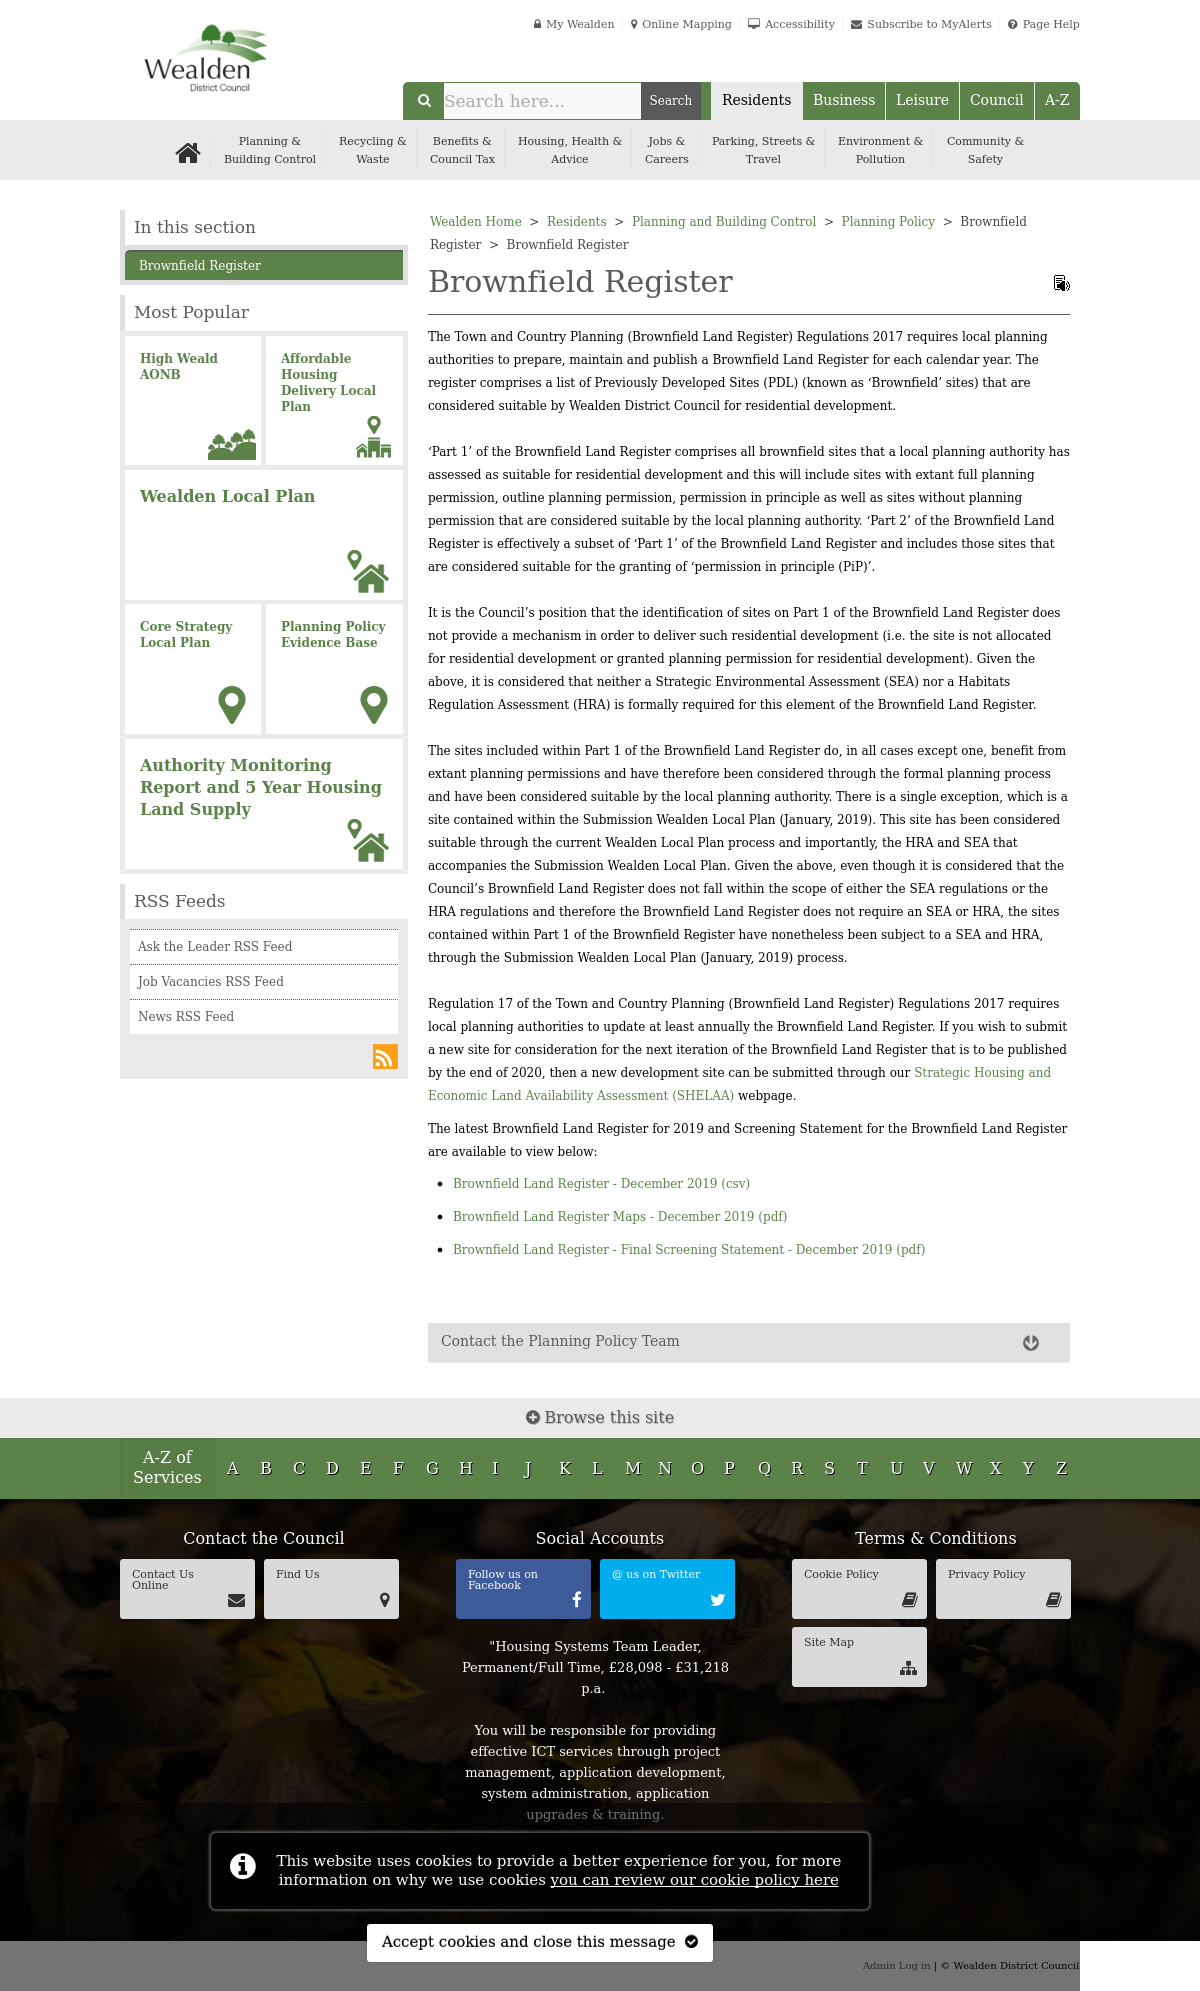 My Wealden
Online Mapping
Accessibility
Subscribe to MyAlerts
Page Help
Wealden
District Council
Search here...
Search
Residents
Business
Leisure
Council
A-Z
Planning &
Building Control
Recycling &
Waste
Benefits &
Council Tax
Housing, Health &
Advice
Jobs &
Careers
Parking, Streets &
Travel
Environment &
Pollution
Community &
Safety
In this section
Brownfield Register
Most Popular
High Weald
AONB
Affordable
Housing
Delivery Local
Plan
Wealden Local Plan
Core Strategy
Local Plan
Planning Policy
Evidence Base
Authority Monitoring
Report and 5 Year Housing
Land Supply
RSS Feeds
Ask the Leader RSS Feed
Job Vacancies RSS Feed
News RSS Feed
Wealden Home > Residents > Planning and Building Control > Planning Policy > Brownfield
Register > Brownfield Register
Brownfield Register
The Town and Country Planning (Brownfield Land Register) Regulations 2017 requires local planning
authorities to prepare, maintain and publish a Brownfield Land Register for each calendar year. The
register comprises a list of Previously Developed Sites (PDL) (known as ‘Brownfield’ sites) that are
considered suitable by Wealden District Council for residential development.
‘Part 1’ of the Brownfield Land Register comprises all brownfield sites that a local planning authority has
assessed as suitable for residential development and this will include sites with extant full planning
permission, outline planning permission, permission in principle as well as sites without planning
permission that are considered suitable by the local planning authority. ‘Part 2’ of the Brownfield Land
Register is effectively a subset of ‘Part 1’ of the Brownfield Land Register and includes those sites that
are considered suitable for the granting of ‘permission in principle (PiP)’.
It is the Council’s position that the identification of sites on Part 1 of the Brownfield Land Register does
not provide a mechanism in order to deliver such residential development (i.e. the site is not allocated
for residential development or granted planning permission for residential development). Given the
above, it is considered that neither a Strategic Environmental Assessment (SEA) nor a Habitats
Regulation Assessment (HRA) is formally required for this element of the Brownfield Land Register.
The sites included within Part 1 of the Brownfield Land Register do, in all cases except one, benefit from
extant planning permissions and have therefore been considered through the formal planning process
and have been considered suitable by the local planning authority. There is a single exception, which is a
site contained within the Submission Wealden Local Plan (January, 2019). This site has been considered
suitable through the current Wealden Local Plan process and importantly, the HRA and SEA that
accompanies the Submission Wealden Local Plan. Given the above, even though it is considered that the
Council’s Brownfield Land Register does not fall within the scope of either the SEA regulations or the
HRA regulations and therefore the Brownfield Land Register does not require an SEA or HRA, the sites
contained within Part 1 of the Brownfield Register have nonetheless been subject to a SEA and HRA,
through the Submission Wealden Local Plan (January, 2019) process.
Regulation 17 of the Town and Country Planning (Brownfield Land Register) Regulations 2017 requires
local planning authorities to update at least annually the Brownfield Land Register. If you wish to submit
a new site for consideration for the next iteration of the Brownfield Land Register that is to be published
by the end of 2020, then a new development site can be submitted through our Strategic Housing and
Economic Land Availability Assessment (SHELAA) webpage.
The latest Brownfield Land Register for 2019 and Screening Statement for the Brownfield Land Register
are available to view below:
Brownfield Land Register - December 2019 (csv)
Brownfield Land Register Maps - December 2019 (pdf)
Brownfield Land Register - Final Screening Statement - December 2019 (pdf)
Contact the Planning Policy Team
Browse this site
A-Z of
Services
A B C D E F G H I J K L M N O P Q R S T U V W X Y Z
Contact the Council
Contact Us
Online
Find Us
Social Accounts
Follow us on
Facebook
@ us on Twitter
"Housing Systems Team Leader,
Permanent/Full Time, £28,098 - £31,218
p.a.
You will be responsible for providing
effective ICT services through project
management, application development,
system administration, application
upgrades & training.
Terms & Conditions
Cookie Policy
Privacy Policy
Site Map
This website uses cookies to provide a better experience for you, for more
information on why we use cookies you can review our cookie policy here
Accept cookies and close this message
Admin Log in | © Wealden District Council